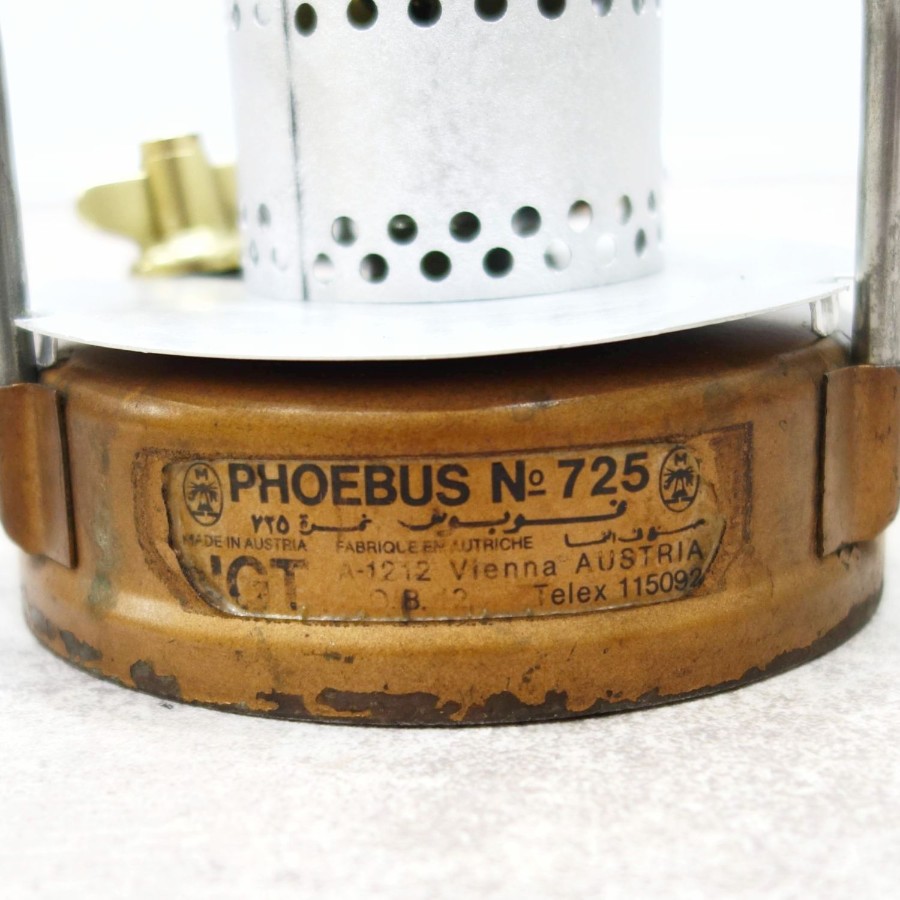 PHOEBUS Nº 725
فوبوس نمرة ٧٢٥
MADE IN AUSTRIA FABRIQUE EN AUTRICHE
A-1212 Vienna AUSTRIA
Telex 115092